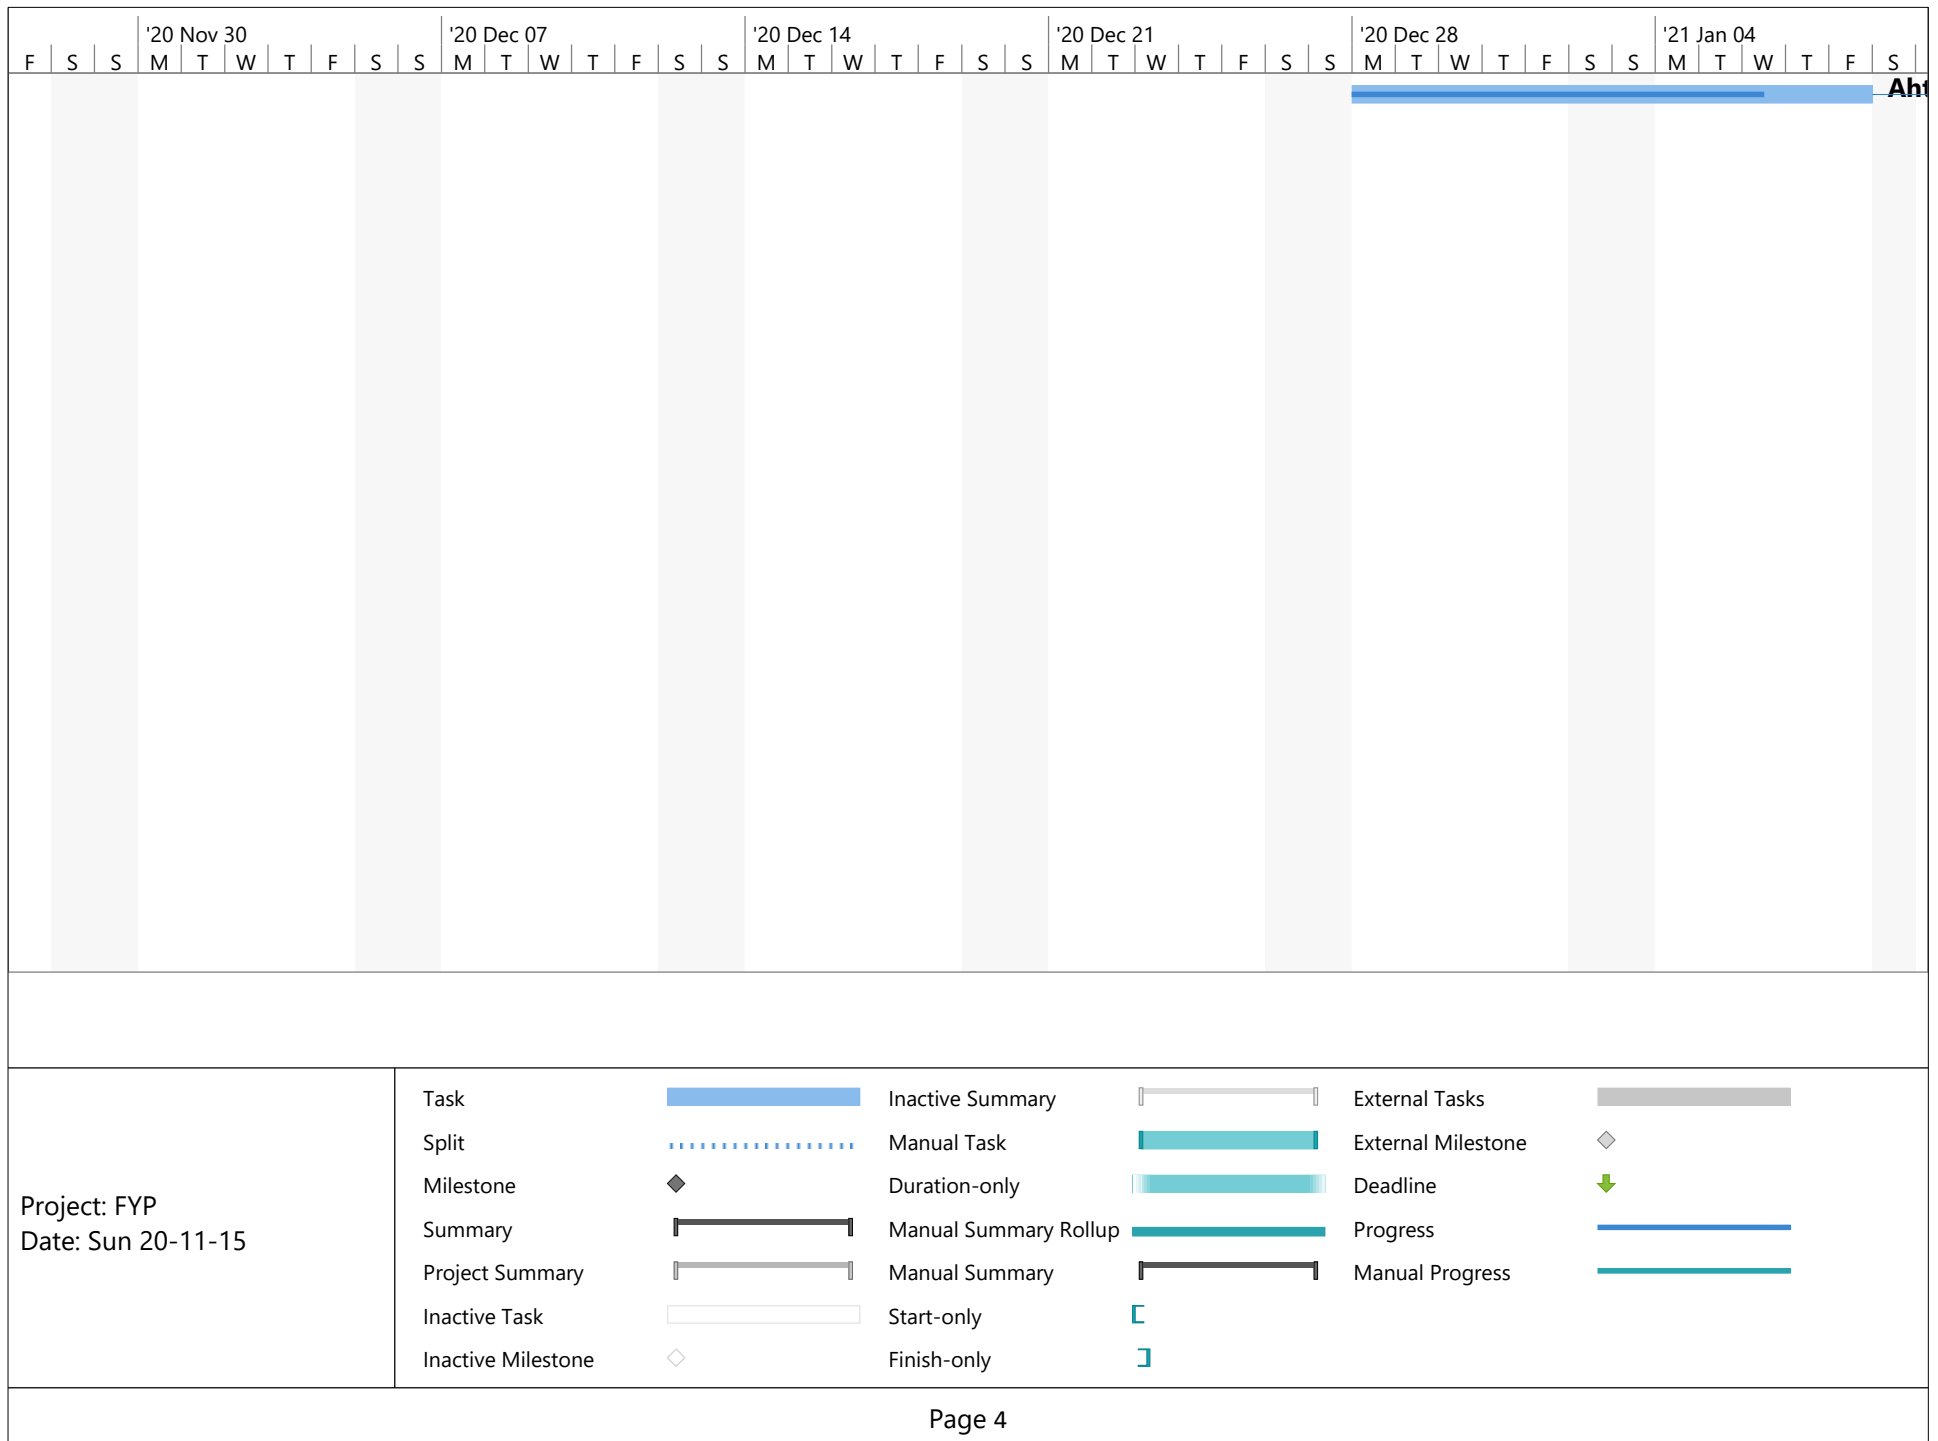 '20 Nov 30 '20 Dec 07 '20 Dec 14 '20 Dec 21 '20 Dec 28 '21 Jan 04
F S S M T W T F S S M T W T F S S M T W T F S S M T W T F S S M T W T F S S M T W T F S
Aht
Task
Split
Milestone
Summary
Project Summary
Inactive Task
Inactive Milestone
Inactive Summary
Manual Task
Duration-only
Manual Summary Rollup
Manual Summary
Start-only
Finish-only
External Tasks
External Milestone
Deadline
Progress
Manual Progress
Project: FYP
Date: Sun 20-11-15
Page 4